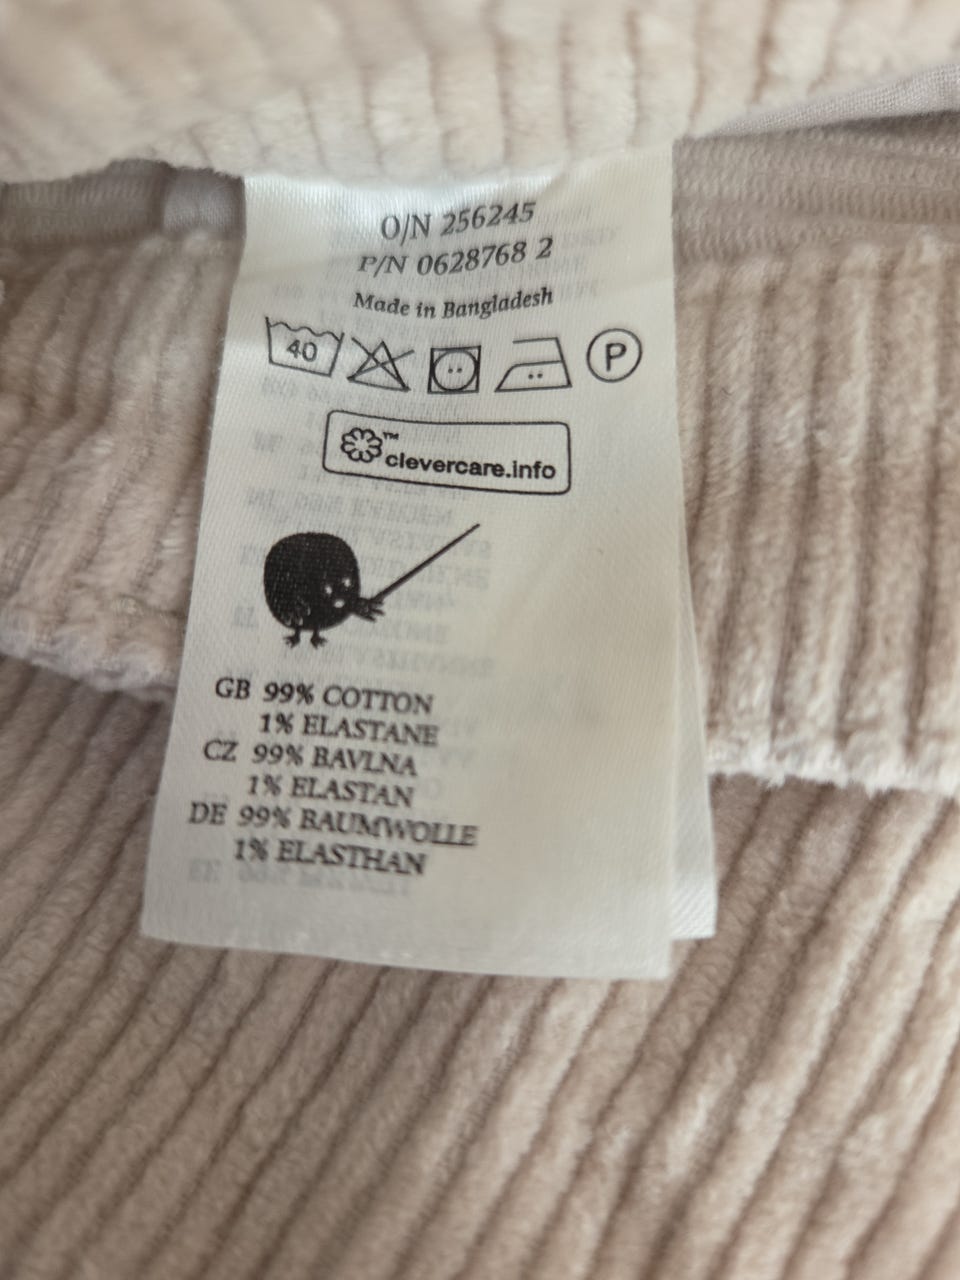 O/N 256245
P/N 0628768 2
Made in Bangladesh
40 P
™ clevercare.info
GB 99% COTTON
1% ELASTANE
CZ 99% BAVLNA
1% ELASTAN
DE 99% BAUMWOLLE
1% ELASTHAN